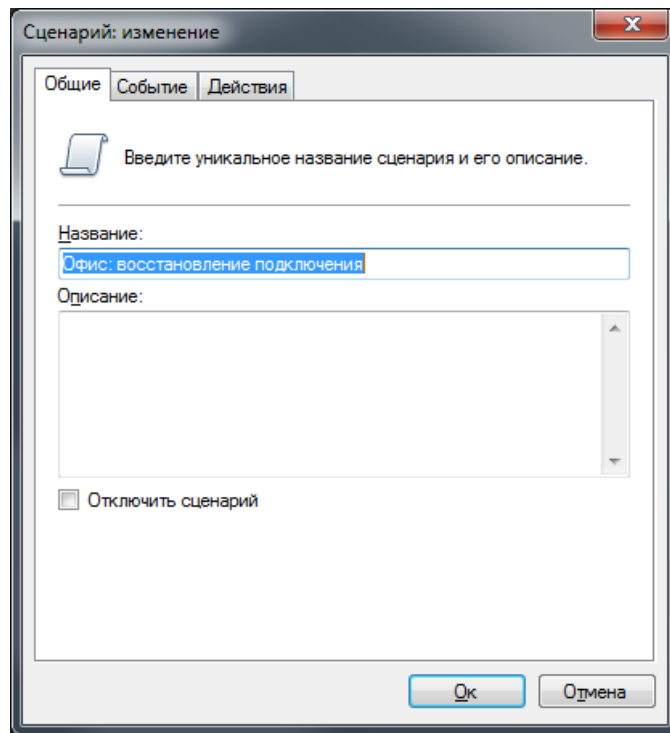 Сценарий: изменение
Общие Событие Действия
Введите уникальное название сценария и его описание.
Название:
Офис: восстановление подключения
Описание:
Отключить сценарий
Ок Отмена